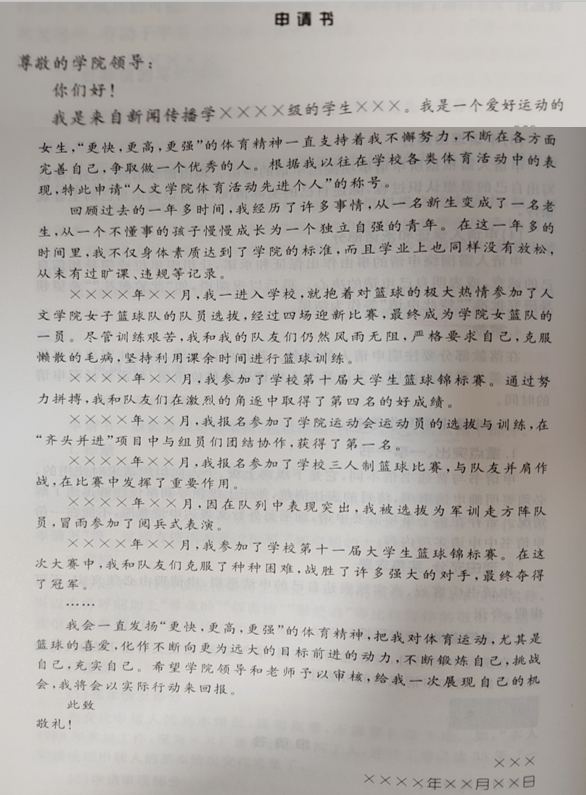 申请书
尊敬的学院领导：
你们好！
我是来自新闻传播学××××级的学生×××。我是一个爱好运动的
女生，“更快，更高，更强”的体育精神一直支持着我不懈努力，不断在各方面
完善自己，争取做一个优秀的人。根据我以往在学校各类体育活动中的表
现，特此申请“人文学院体育活动先进个人”的称号。
回顾过去的一年多时间，我经历了许多事情，从一名新生变成了一名老
生，从一个不懂事的孩子慢慢成长为一个独立自强的青年。在这一年多的
时间里，我不仅身体素质达到了学院的标准，而且学业上也同样没有放松，
从未有过旷课、违规等记录。
××××年××月，我一进入学校，就抱着对篮球的极大热情参加了人
文学院女子篮球队的队员选拔，经过四场迎新比赛，最终成为学院女篮队的
一员。尽管训练艰苦，我和我的队友们仍然风雨无阻，严格要求自己，克服
懒散的毛病，坚持利用课余时间进行篮球训练。
××××年××月，我参加了学校第十届大学生篮球锦标赛。通过努
力拼搏，我和队友们在激烈的角逐中取得了第四名的好成绩。
××××年××月，我报名参加了学院运动会运动员的选拔与训练，在
“齐头并进”项目中与组员们团结协作，获得了第一名。
××××年××月，我报名参加了学校三人制篮球比赛，与队友并肩作
战，在比赛中发挥了重要作用。
××××年××月，因在队列中表现突出，我被选拔为军训走方阵队
员，冒雨参加了阅兵式表演。
××××年××月，我参加了学校第十一届大学生篮球锦标赛。在这
次大赛中，我和队友们克服了种种困难，战胜了许多强大的对手，最终夺得
了冠军。
……
我会一直发扬“更快，更高，更强”的体育精神，把我对体育运动，尤其是
篮球的喜爱，化作不断向更为远大的目标前进的动力，不断锻炼自己，挑战
自己，充实自己。希望学院领导和老师予以审核，给我一次展现自己的机
会，我将会以实际行动来回报。
此致
敬礼！
×××
××××年××月××日